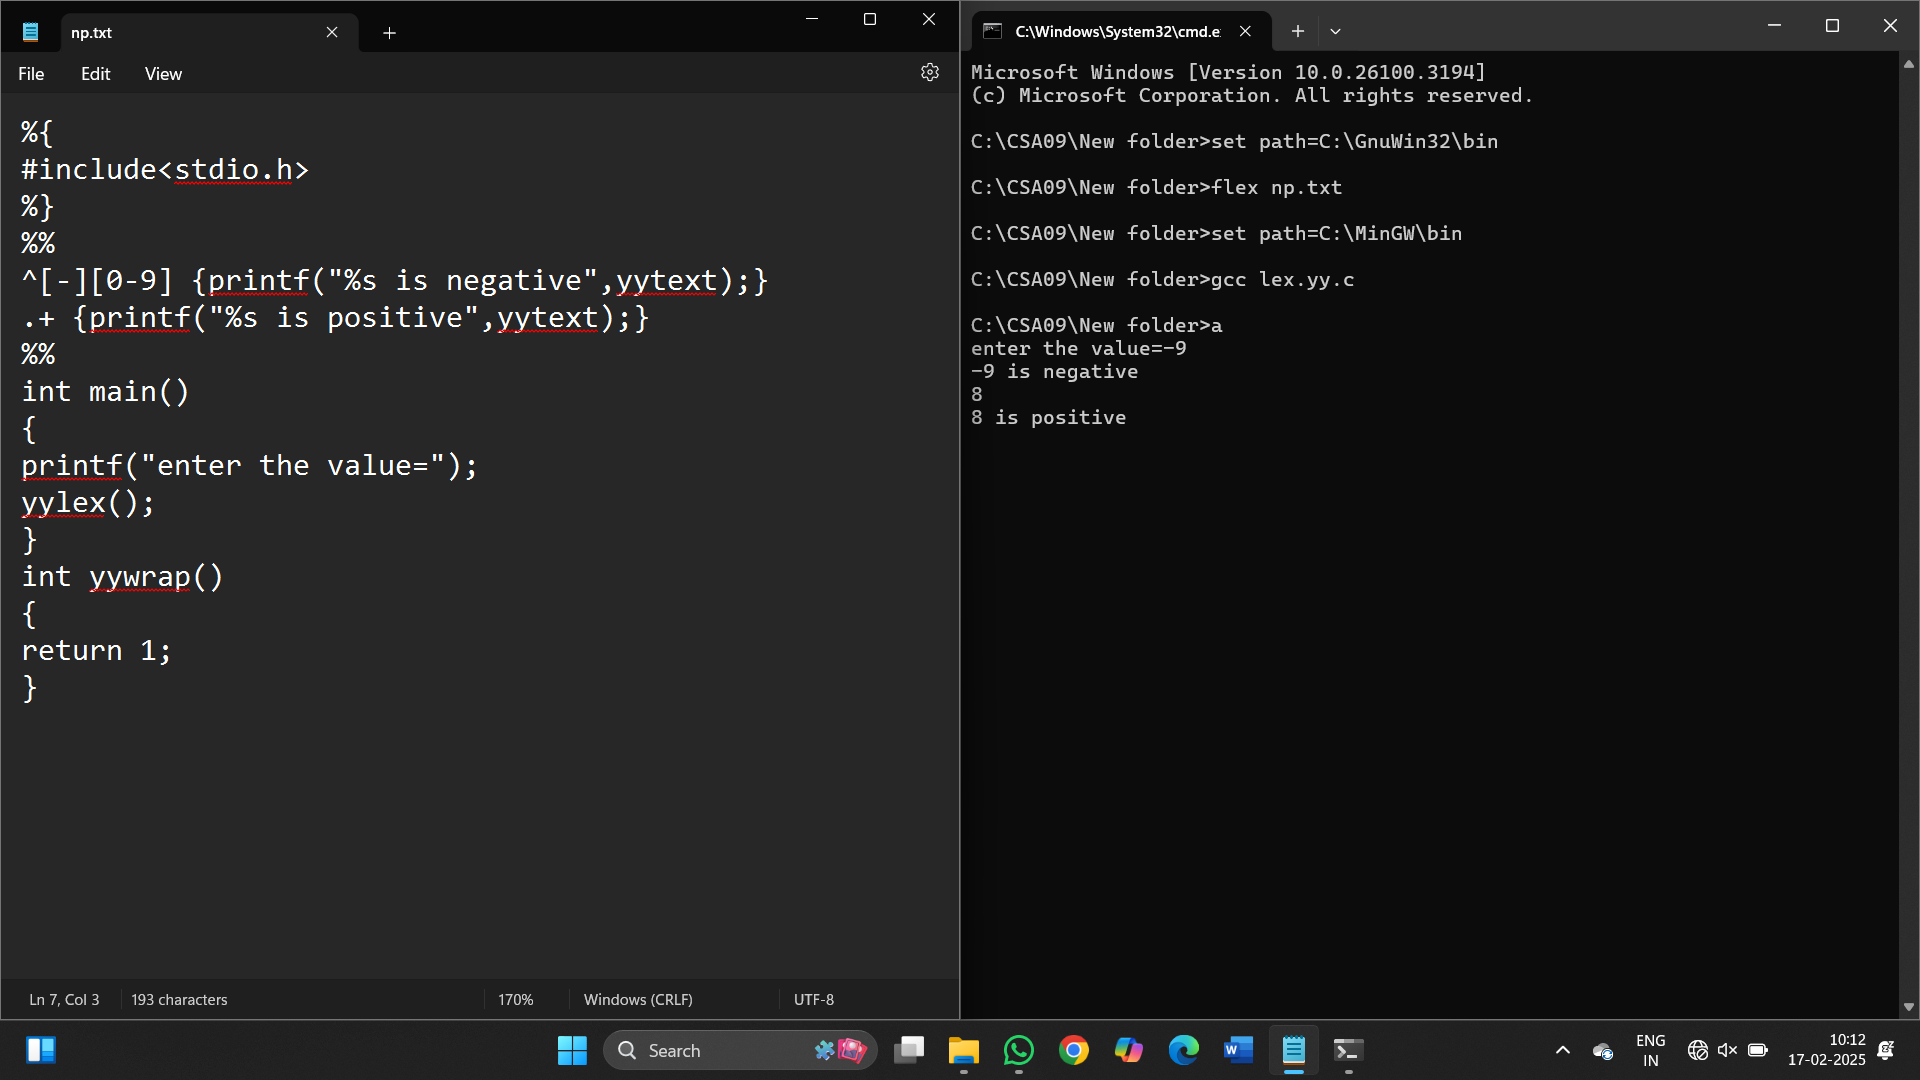 np.txt
File Edit View
%{
#include<stdio.h>
%}
%%
^[-][0-9] {printf("%s is negative",yytext);}
.+ {printf("%s is positive",yytext);}
%%
int main()
{
printf("enter the value=");
yylex();
}
int yywrap()
{
return 1;
}
Ln 7, Col 3 193 characters 170% Windows (CRLF) UTF-8
C:\Windows\System32\cmd.e
Microsoft Windows [Version 10.0.26100.3194]
(c) Microsoft Corporation. All rights reserved.
C:\CSA09\New folder>set path=C:\GnuWin32\bin
C:\CSA09\New folder>flex np.txt
C:\CSA09\New folder>set path=C:\MinGW\bin
C:\CSA09\New folder>gcc lex.yy.c
C:\CSA09\New folder>a
enter the value=-9
-9 is negative
8
8 is positive
Search
W
ENG
IN
10:12
17-02-2025